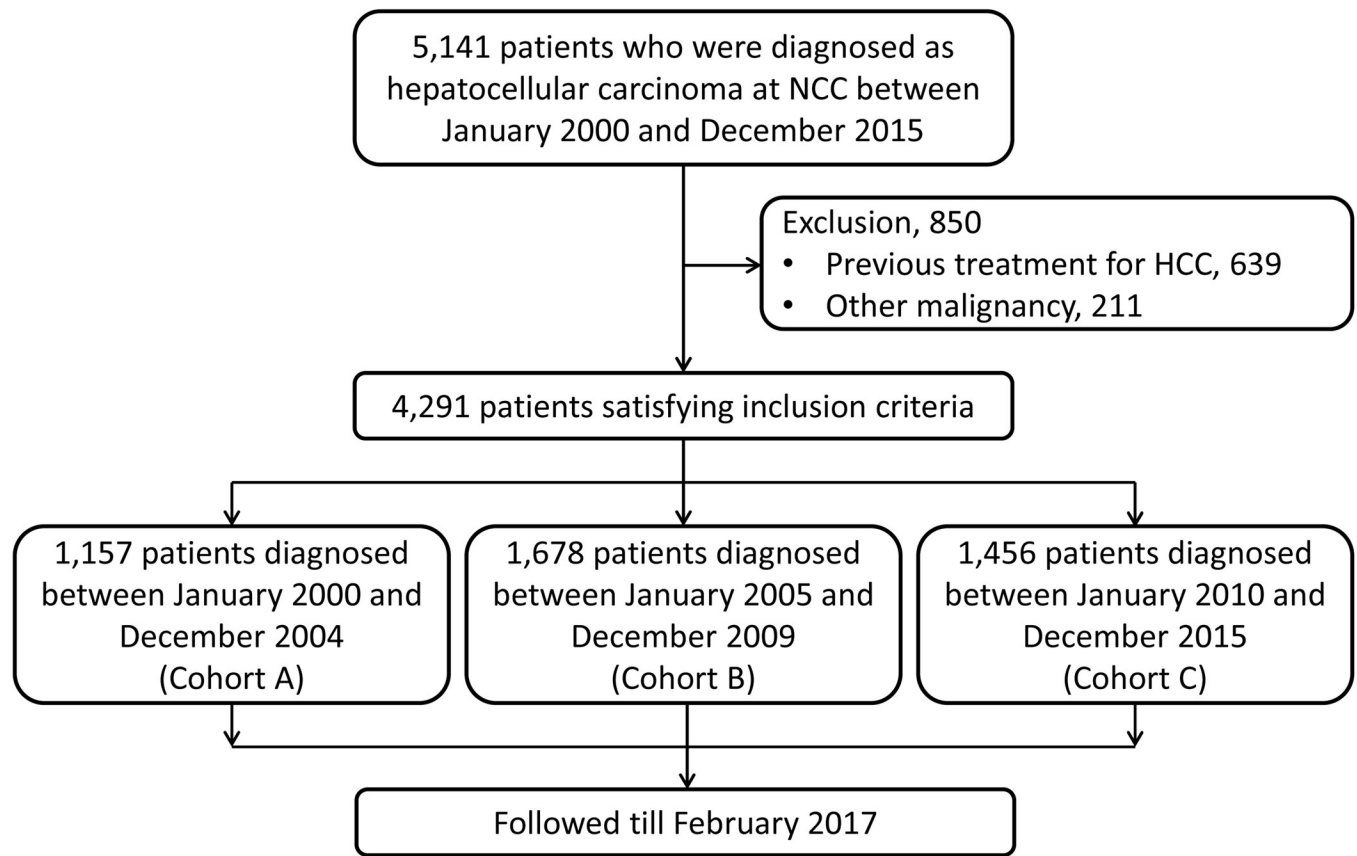 5,141 patients who were diagnosed as
hepatocellular carcinoma at NCC between
January 2000 and December 2015
Exclusion, 850
• Previous treatment for HCC, 639
• Other malignancy, 211
4,291 patients satisfying inclusion criteria
1,157 patients diagnosed
between January 2000 and
December 2004
(Cohort A)
1,678 patients diagnosed
between January 2005 and
December 2009
(Cohort B)
1,456 patients diagnosed
between January 2010 and
December 2015
(Cohort C)
Followed till February 2017